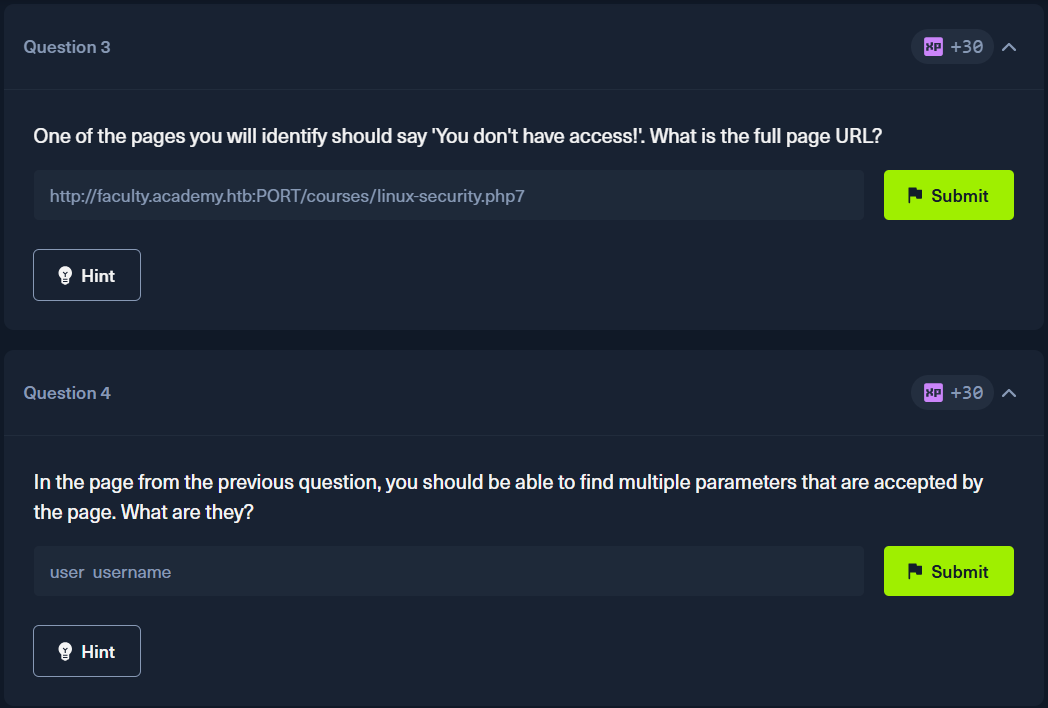 Question 3
XP +30
One of the pages you will identify should say 'You don't have access!'. What is the full page URL?
http://faculty.academy.htb:PORT/courses/linux-security.php7
Submit
Hint
Question 4
XP +30
In the page from the previous question, you should be able to find multiple parameters that are accepted by
the page. What are they?
user username
Submit
Hint